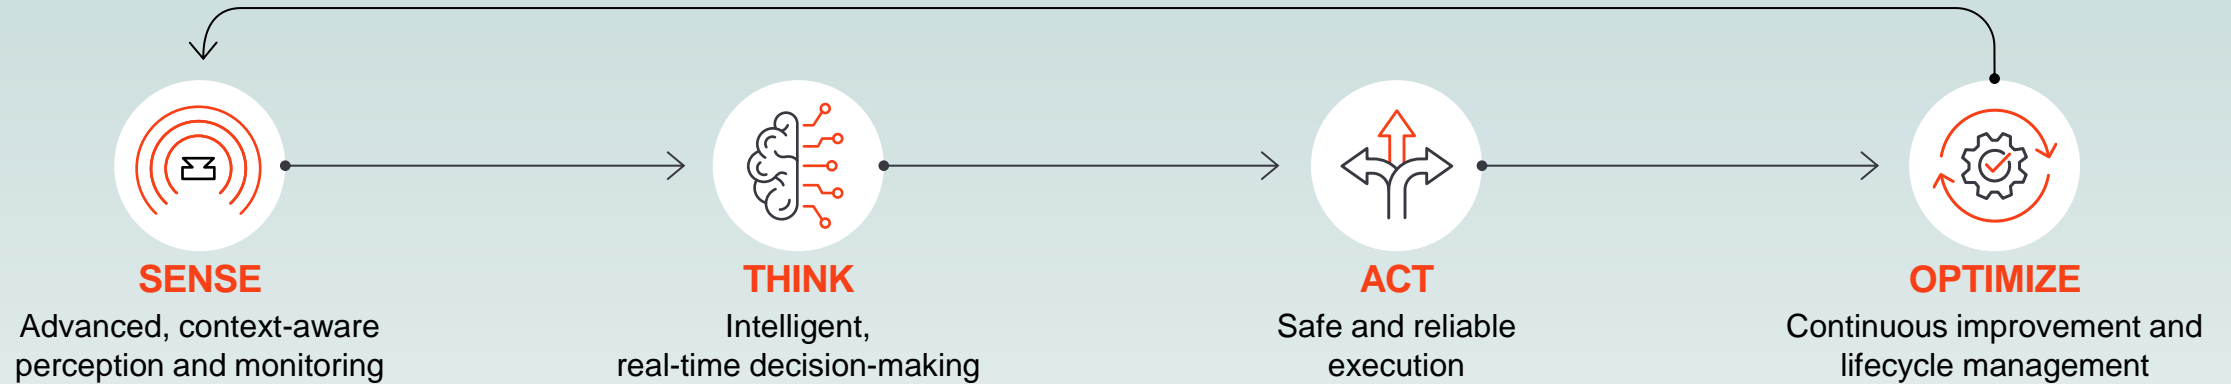 SENSE
Advanced, context-aware
perception and monitoring
THINK
Intelligent,
real-time decision-making
ACT
Safe and reliable
execution
OPTIMIZE
Continuous improvement and
lifecycle management